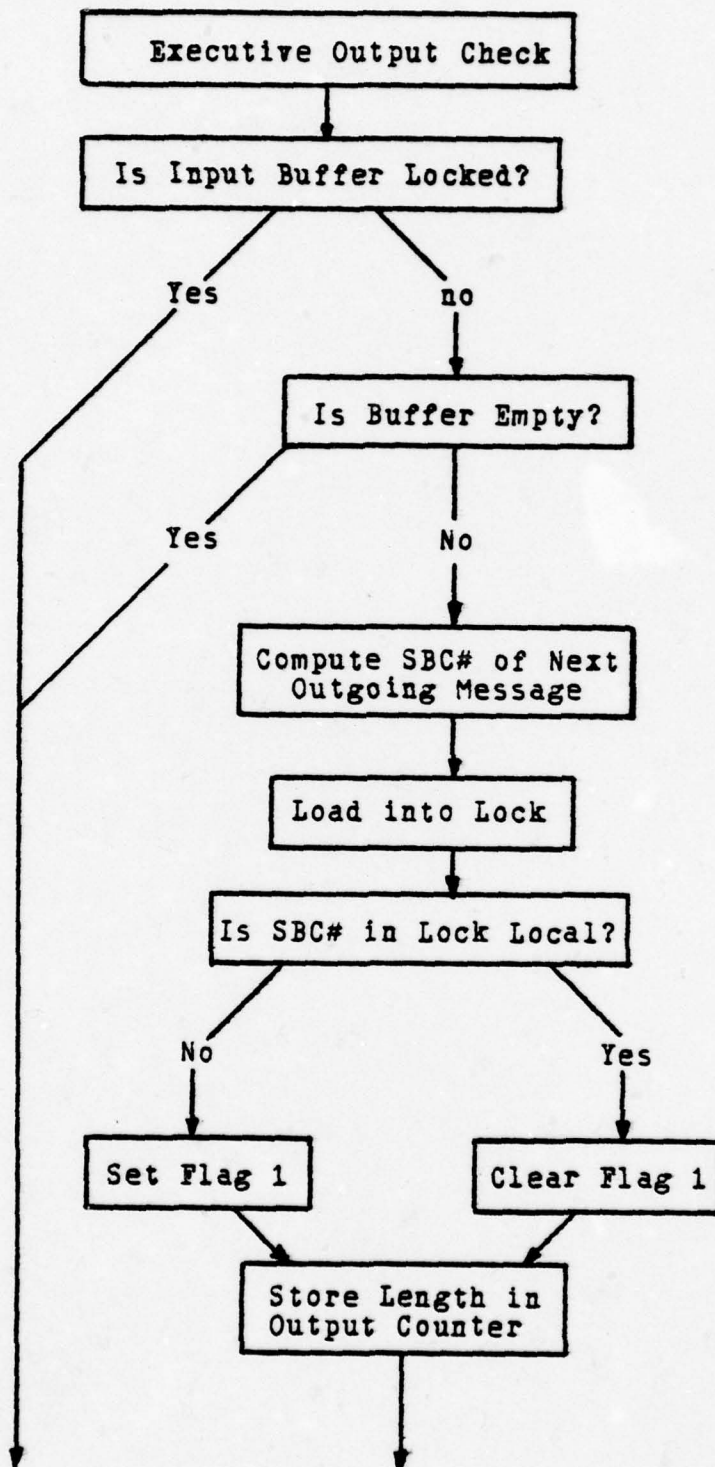 Executive Output Check
Is Input Buffer Locked?
Yes
no
Is Buffer Empty?
Yes
No
Compute SBC# of Next
Outgoing Message
Load into Lock
Is SBC# in Lock Local?
No
Yes
Set Flag 1
Clear Flag 1
Store Length in
Output Counter